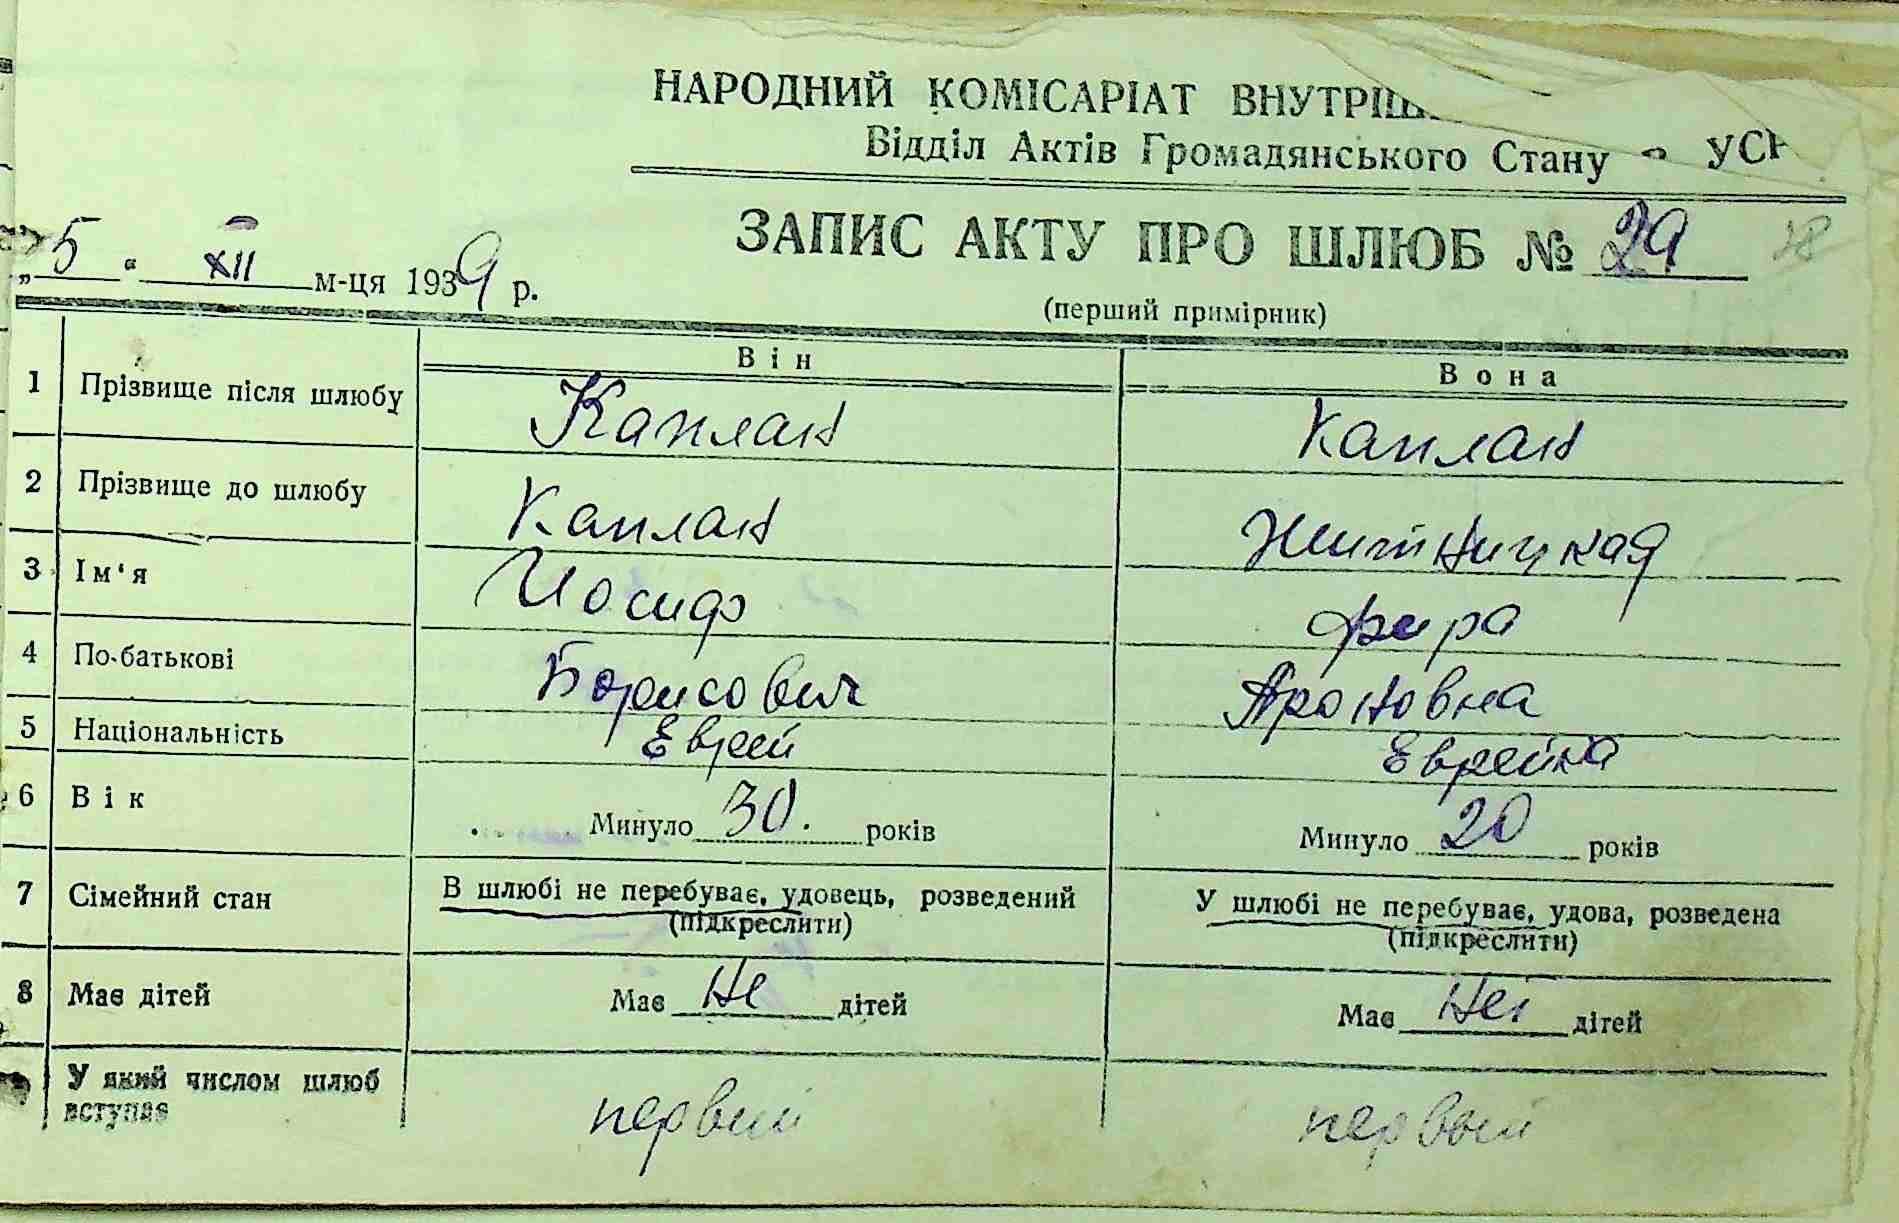 НАРОДНИЙ КОМІСАРІАТ
Відділ Актів Громадянського Стану УСР
ЗАПИС АКТУ ПРО ШЛЮБ № 29 28
„5“ XII м-ця 1939 р.
(перший примірник)
Він Вона
1 Прізвище після шлюбу Каплан Каплан
2 Прізвище до шлюбу Каплан Житницкая
3 Ім'я Иосиф Фира
4 По-батькові Борисович Ароновна
5 Національність Еврей Еврейка
6 Вік Минуло 30. років Минуло 20 років
7 Сімейний стан В шлюбі не перебуває, удовець, розведений У шлюбі не перебуває, удова, розведена
(підкреслити) (підкреслити)
8 Має дітей Має не дітей Має нет дітей
У який числом шлюб вступає первый первый